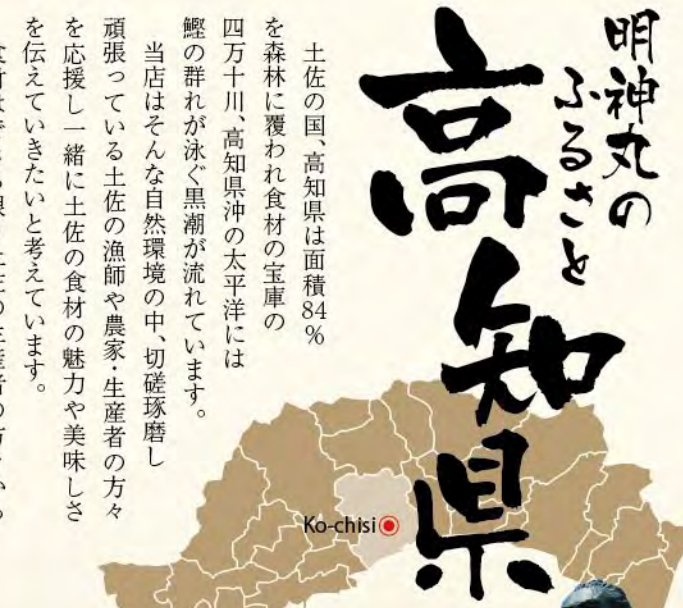 明神丸の
ふるさと
高知県
土佐の国、高知県は面積84%
を森林に覆われ食材の宝庫の
四万十川、高知県沖の太平洋には
鰹の群れが泳ぐ黒潮が流れています。
当店はそんな自然環境の中、切磋琢磨し
頑張っている土佐の漁師や農家・生産者の方々
を応援し一緒に土佐の食材の魅力や美味しさ
を伝えていきたいと考えています。
Ko-chisi